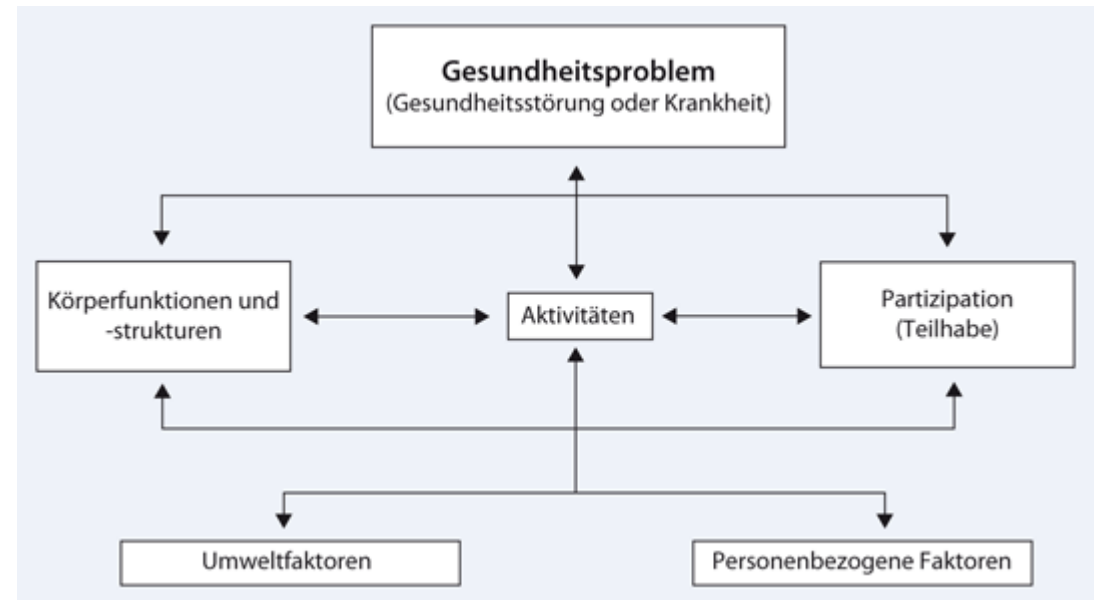 Gesundheitsproblem
(Gesundheitsstörung oder Krankheit)
Körperfunktionen und
-strukturen
Aktivitäten
Partizipation
(Teilhabe)
Umweltfaktoren
Personenbezogene Faktoren